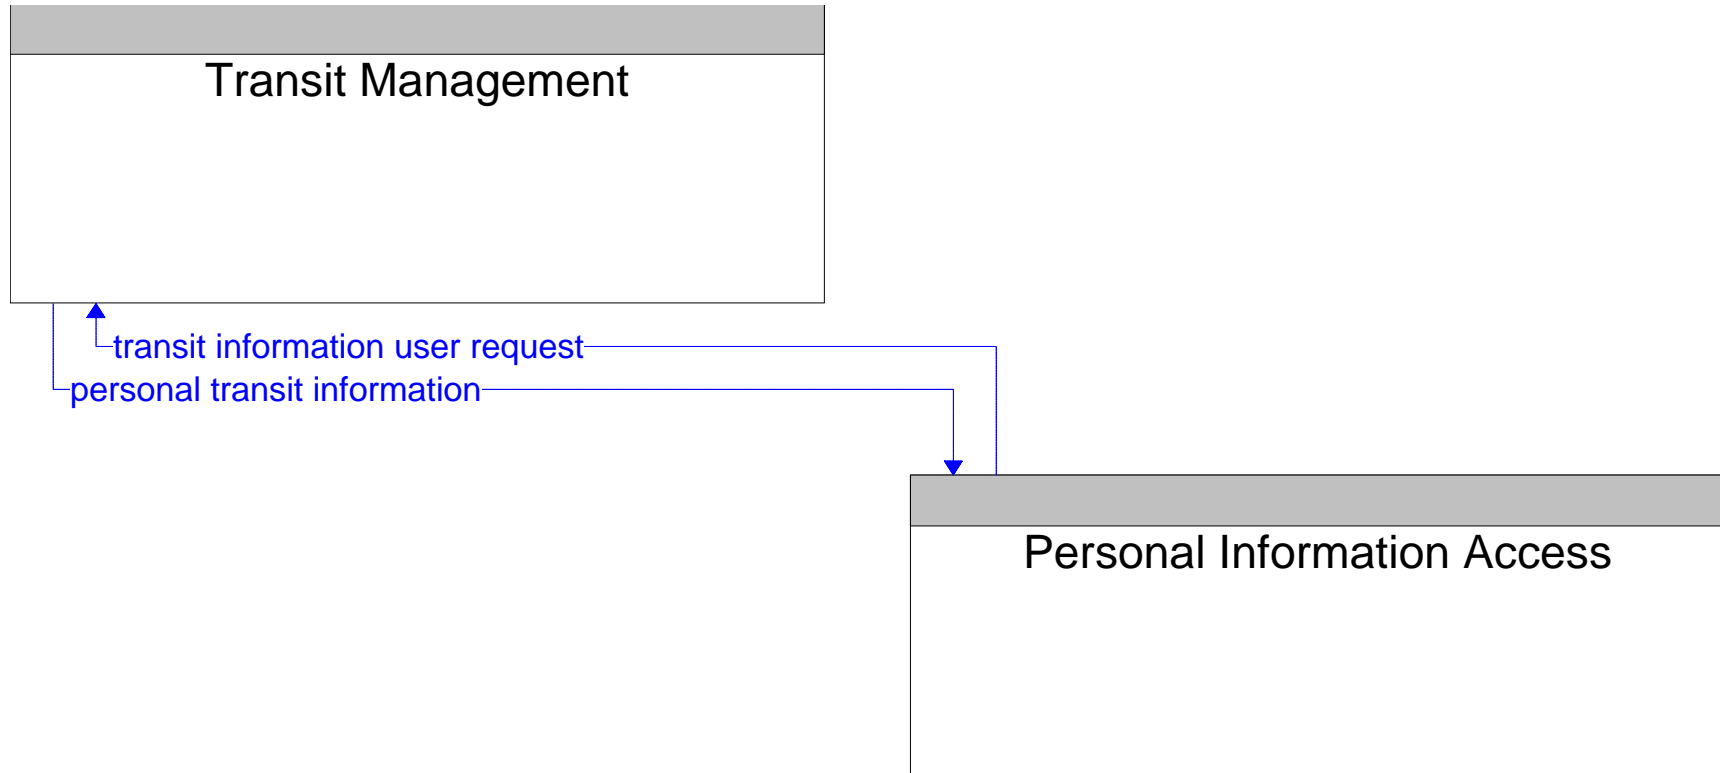 Transit Management
transit information user request
personal transit information
Personal Information Access